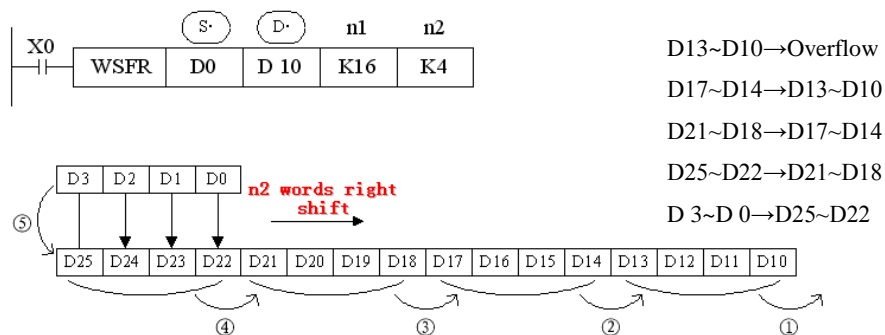 S· D· n1 n2
X0
WSFR D0 D 10 K16 K4
D13~D10→Overflow
D17~D14→D13~D10
D21~D18→D17~D14
D25~D22→D21~D18
D 3~D 0→D25~D22
D3 D2 D1 D0
n2 words right
shift
⑤
D25 D24 D23 D22 D21 D20 D19 D18 D17 D16 D15 D14 D13 D12 D11 D10
④ ③ ② ①